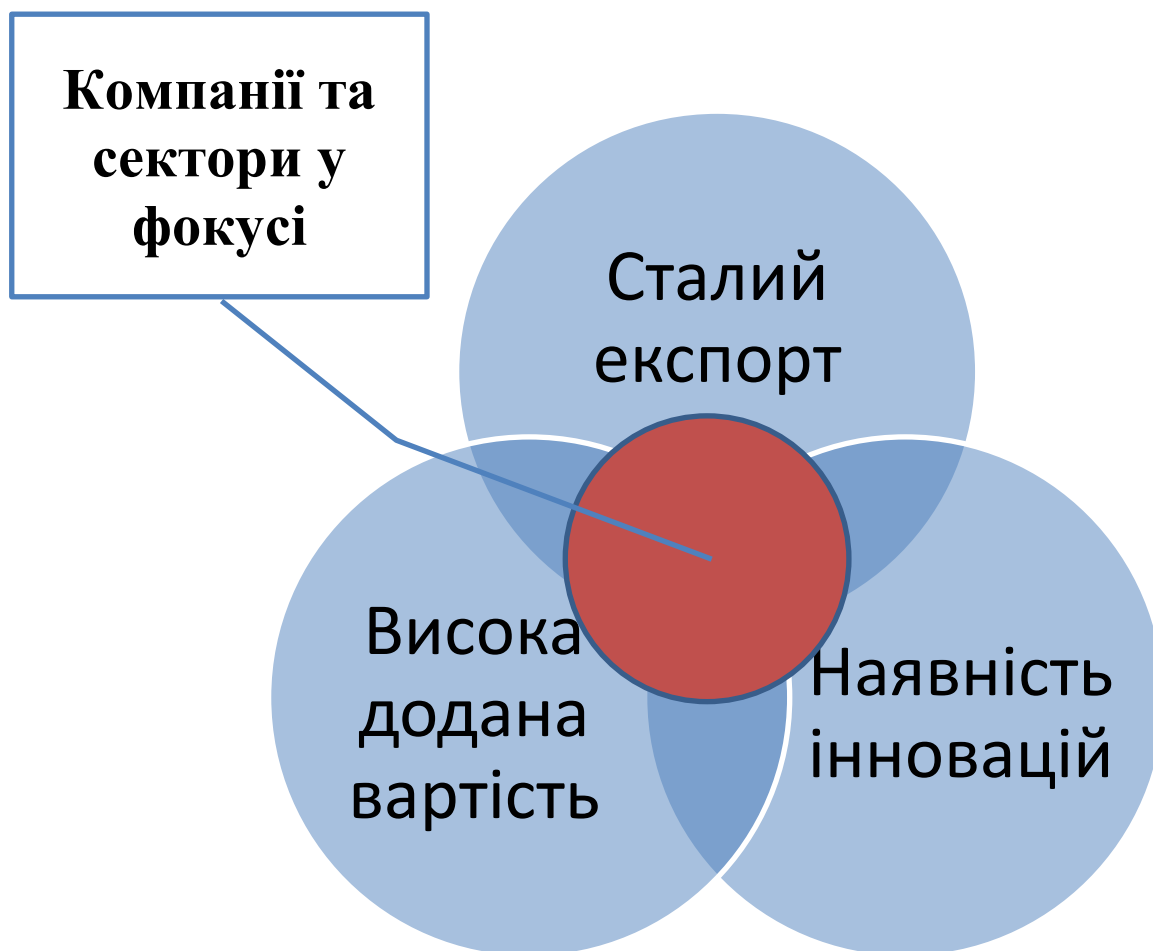 Компанії та
сектори у
фокусі
Сталий
експорт
Висока
додана
вартість
Наявність
інновацій